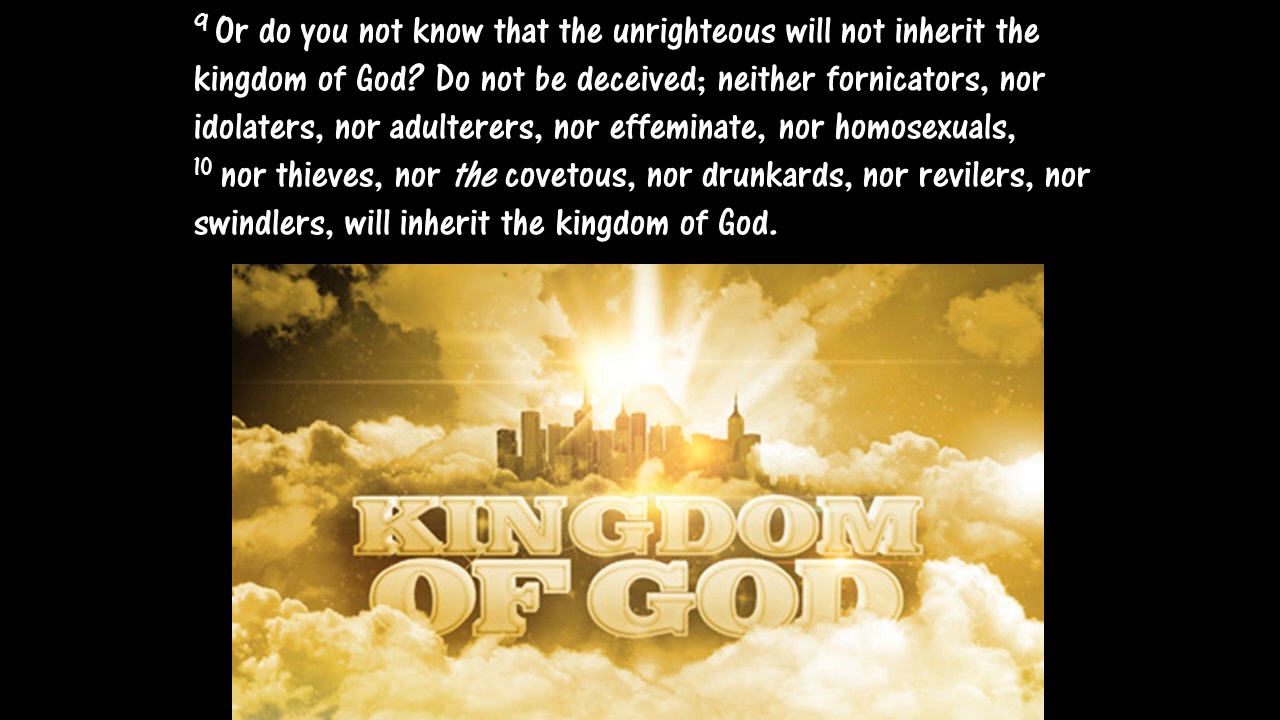 9 Or do you not know that the unrighteous will not inherit the
kingdom of God? Do not be deceived; neither fornicators, nor
idolaters, nor adulterers, nor effeminate, nor homosexuals,
10 nor thieves, nor the covetous, nor drunkards, nor revilers, nor
swindlers, will inherit the kingdom of God.
KINGDOM
OF GOD